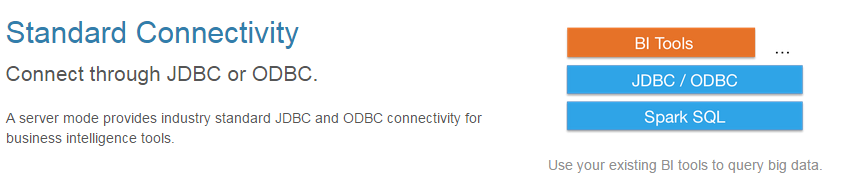 Standard Connectivity
Connect through JDBC or ODBC.
A server mode provides industry standard JDBC and ODBC connectivity for
business intelligence tools.
BI Tools
...
JDBC / ODBC
Spark SQL
Use your existing BI tools to query big data.